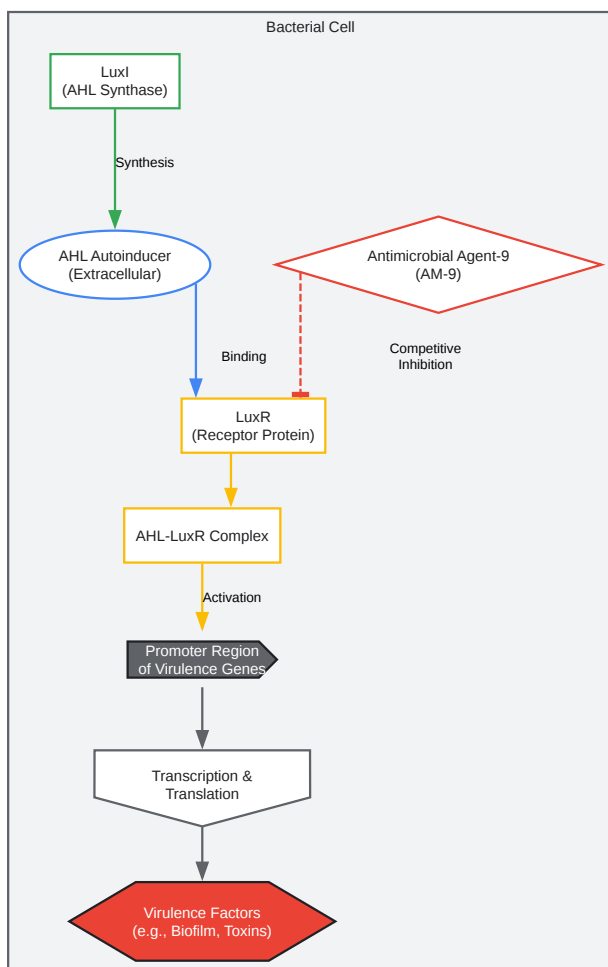 Bacterial Cell
LuxI
(AHL Synthase)
Synthesis
AHL Autoinducer
(Extracellular)
Antimicrobial Agent-9
(AM-9)
Competitive
Inhibition
Binding
LuxR
(Receptor Protein)
AHL-LuxR Complex
Activation
Promoter Region
of Virulence Genes
Transcription &
Translation
Virulence Factors
(e.g., Biofilm, Toxins)